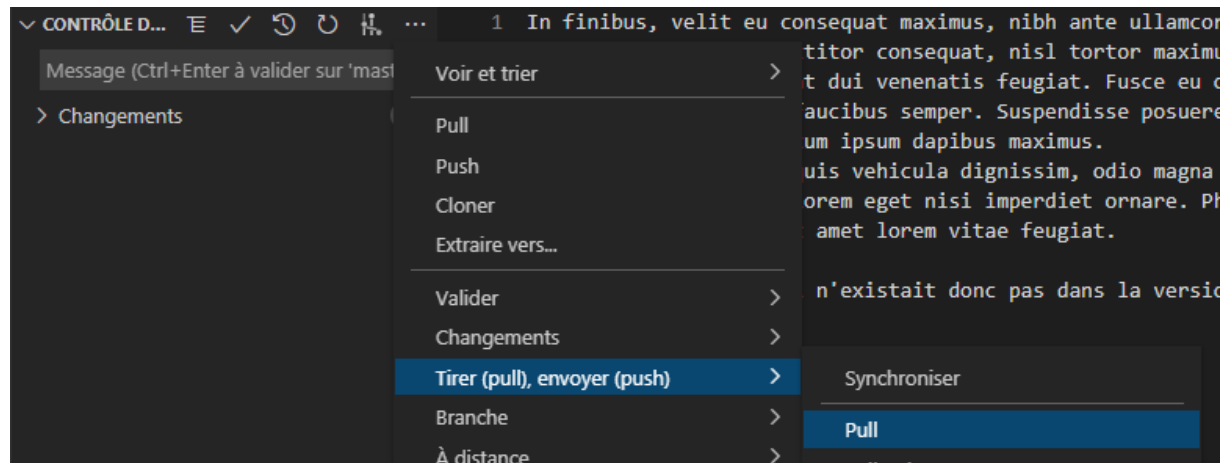 CONTRÔLE D...
Message (Ctrl+Enter à valider sur 'mast
Changements
Voir et trier
Pull
Push
Cloner
Extraire vers...
Valider
Changements
Tirer (pull), envoyer (push)
Branche
À distance
Synchroniser
Pull
1 In finibus, velit eu consequat maximus, nibh ante ullamcor
titor consequat, nisl tortor maximu
t dui venenatis feugiat. Fusce eu
aucibus semper. Suspendisse posuere
um ipsum dapibus maximus.
uis vehicula dignissim, odio magna
orem eget nisi imperdiet ornare. Ph
amet lorem vitae feugiat.
n'existait donc pas dans la versio